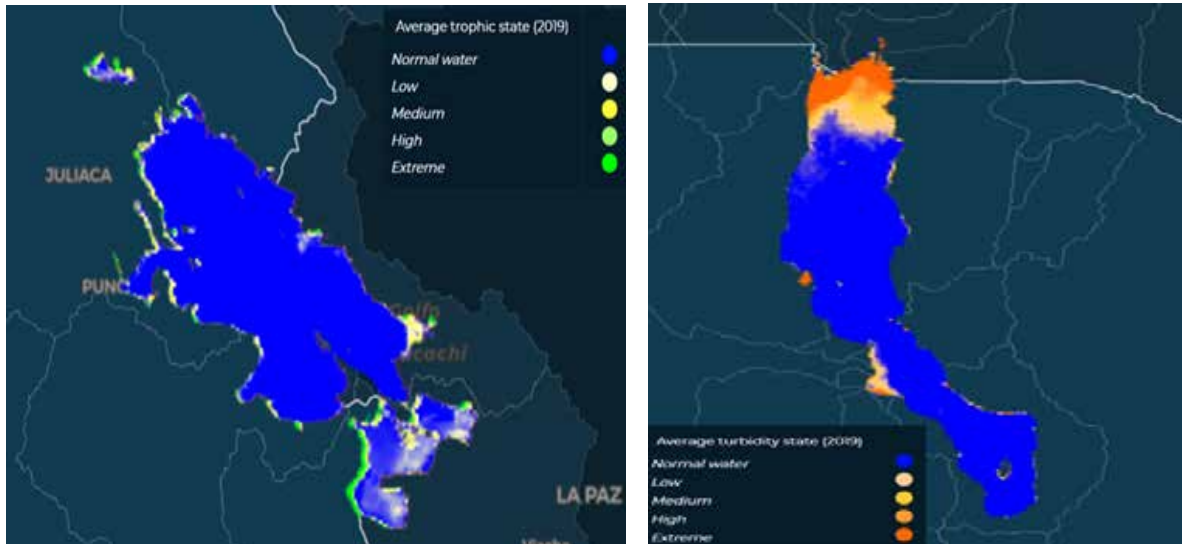 Average trophic state (2019)
Normal water
Low
Medium
High
Extreme
JULIACA
LA PAZ
Average turbidity state (2019)
Normal water
Low
Medium
High
Extreme